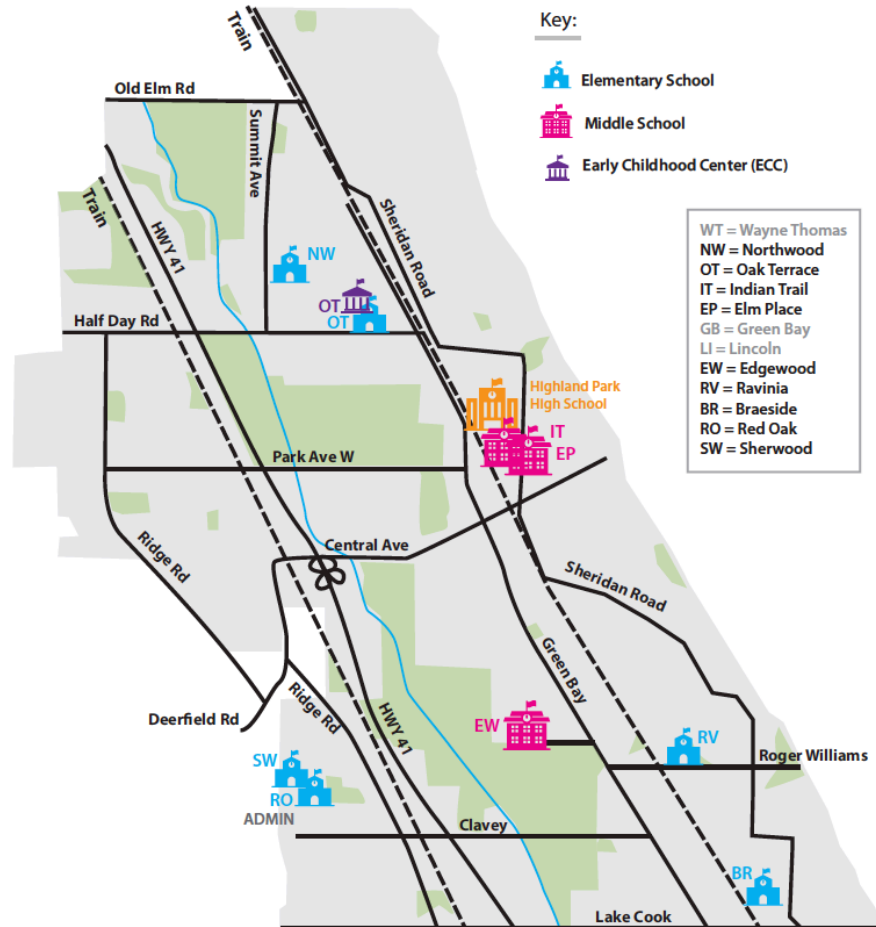 Key:
Elementary School
Middle School
Early Childhood Center (ECC)
WT = Wayne Thomas
NW = Northwood
OT = Oak Terrace
IT = Indian Trail
EP = Elm Place
GB = Green Bay
LI = Lincoln
EW = Edgewood
RV = Ravinia
BR = Braeside
RO = Red Oak
SW = Sherwood
Train
Old Elm Rd
Summit Ave
Train
HWY 41
Sheridan Road
NW
OT
OT
Half Day Rd
Highland Park
High School
IT
EP
Park Ave W
Central Ave
Ridge Rd
Sheridan Road
Green Bay
Deerfield Rd
Ridge Rd
HWY 41
EW
RV
Roger Williams
SW
RO
ADMIN
Clavey
BR
Lake Cook